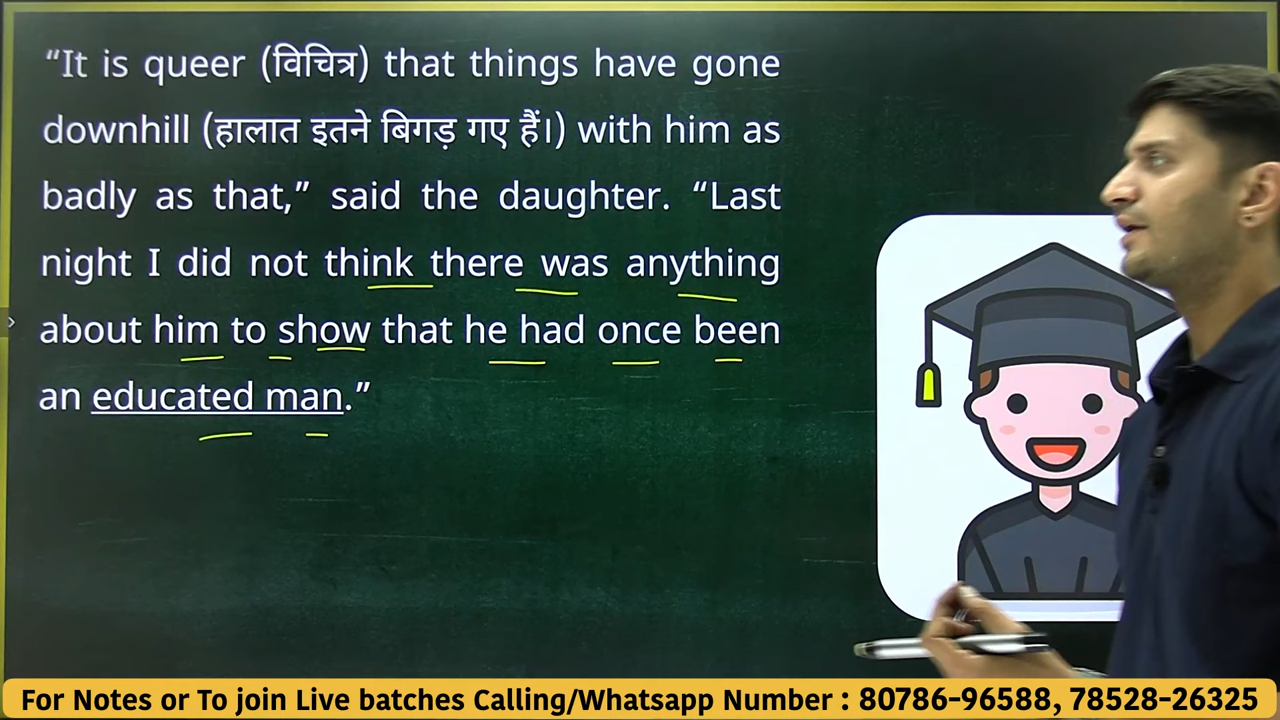 “It is queer (विचित्र) that things have gone
downhill (हालात इतने बिगड़ गए हैं।) with him as
badly as that,” said the daughter. “Last
night I did not think there was anything
about him to show that he had once been
an educated man.”
For Notes or To join Live batches Calling/Whatsapp Number : 80786-96588, 78528-26325